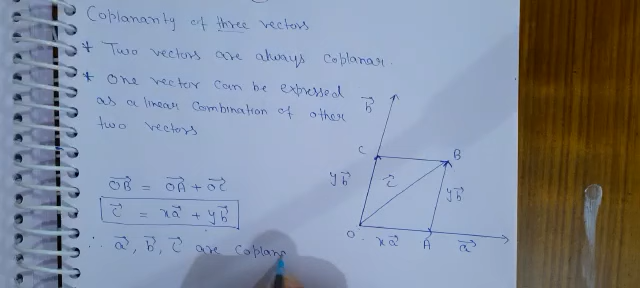 Coplanarity of three vectors
* Two vectors are always coplanar.
* One vector can be expressed
as a linear combination of other
two vectors
b⃗
C
B
yb⃗
c⃗
yb⃗
O
xa⃗
A
a⃗
OB⃗ = OA⃗ + OC⃗
c⃗ = xa⃗ + yb⃗
∴ a⃗, b⃗, c⃗ are coplana